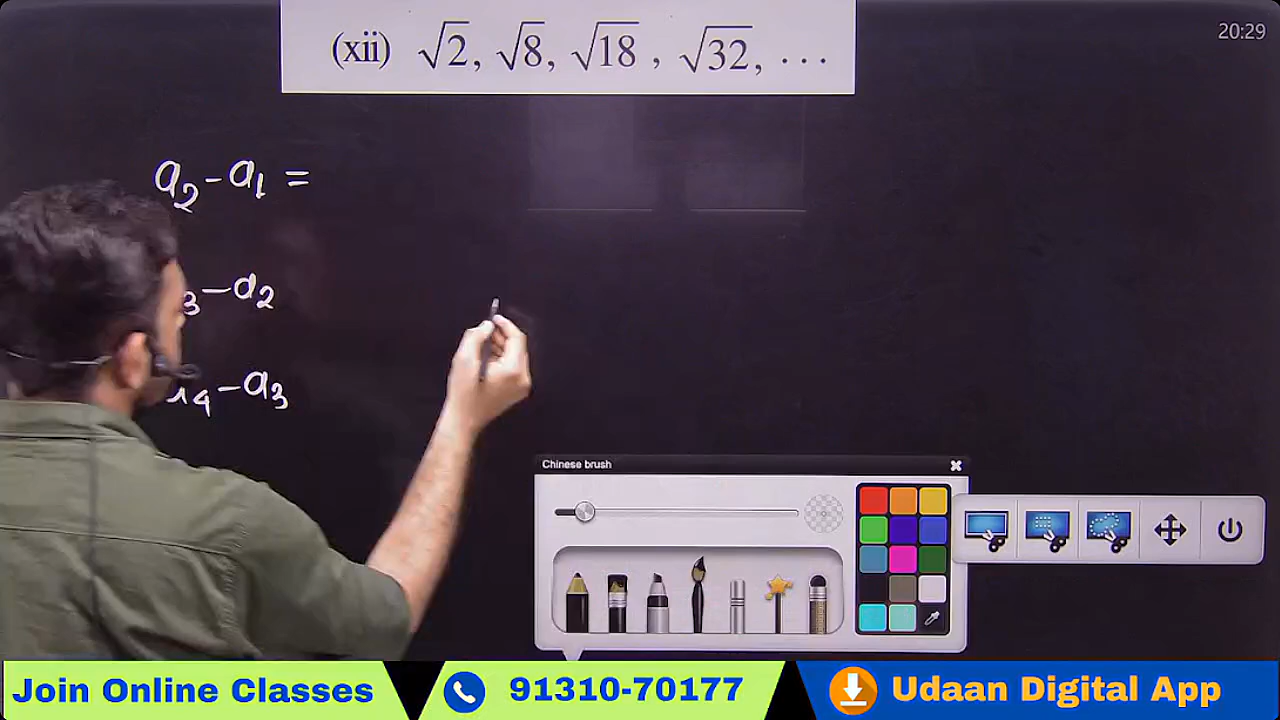 (xii) √2, √8, √18 , √32, ...
20:29
a₂ - a₁ =
₃ - a₂
₄ - a₃
Chinese brush
Join Online Classes
91310-70177
Udaan Digital App